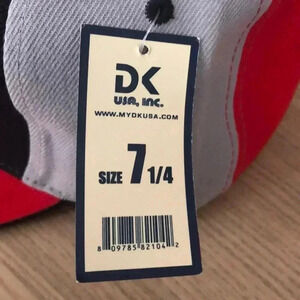 DK
USA, INC.
WWW.MYDKUSA.COM
SIZE 7 1/4
8 09785 82104 2